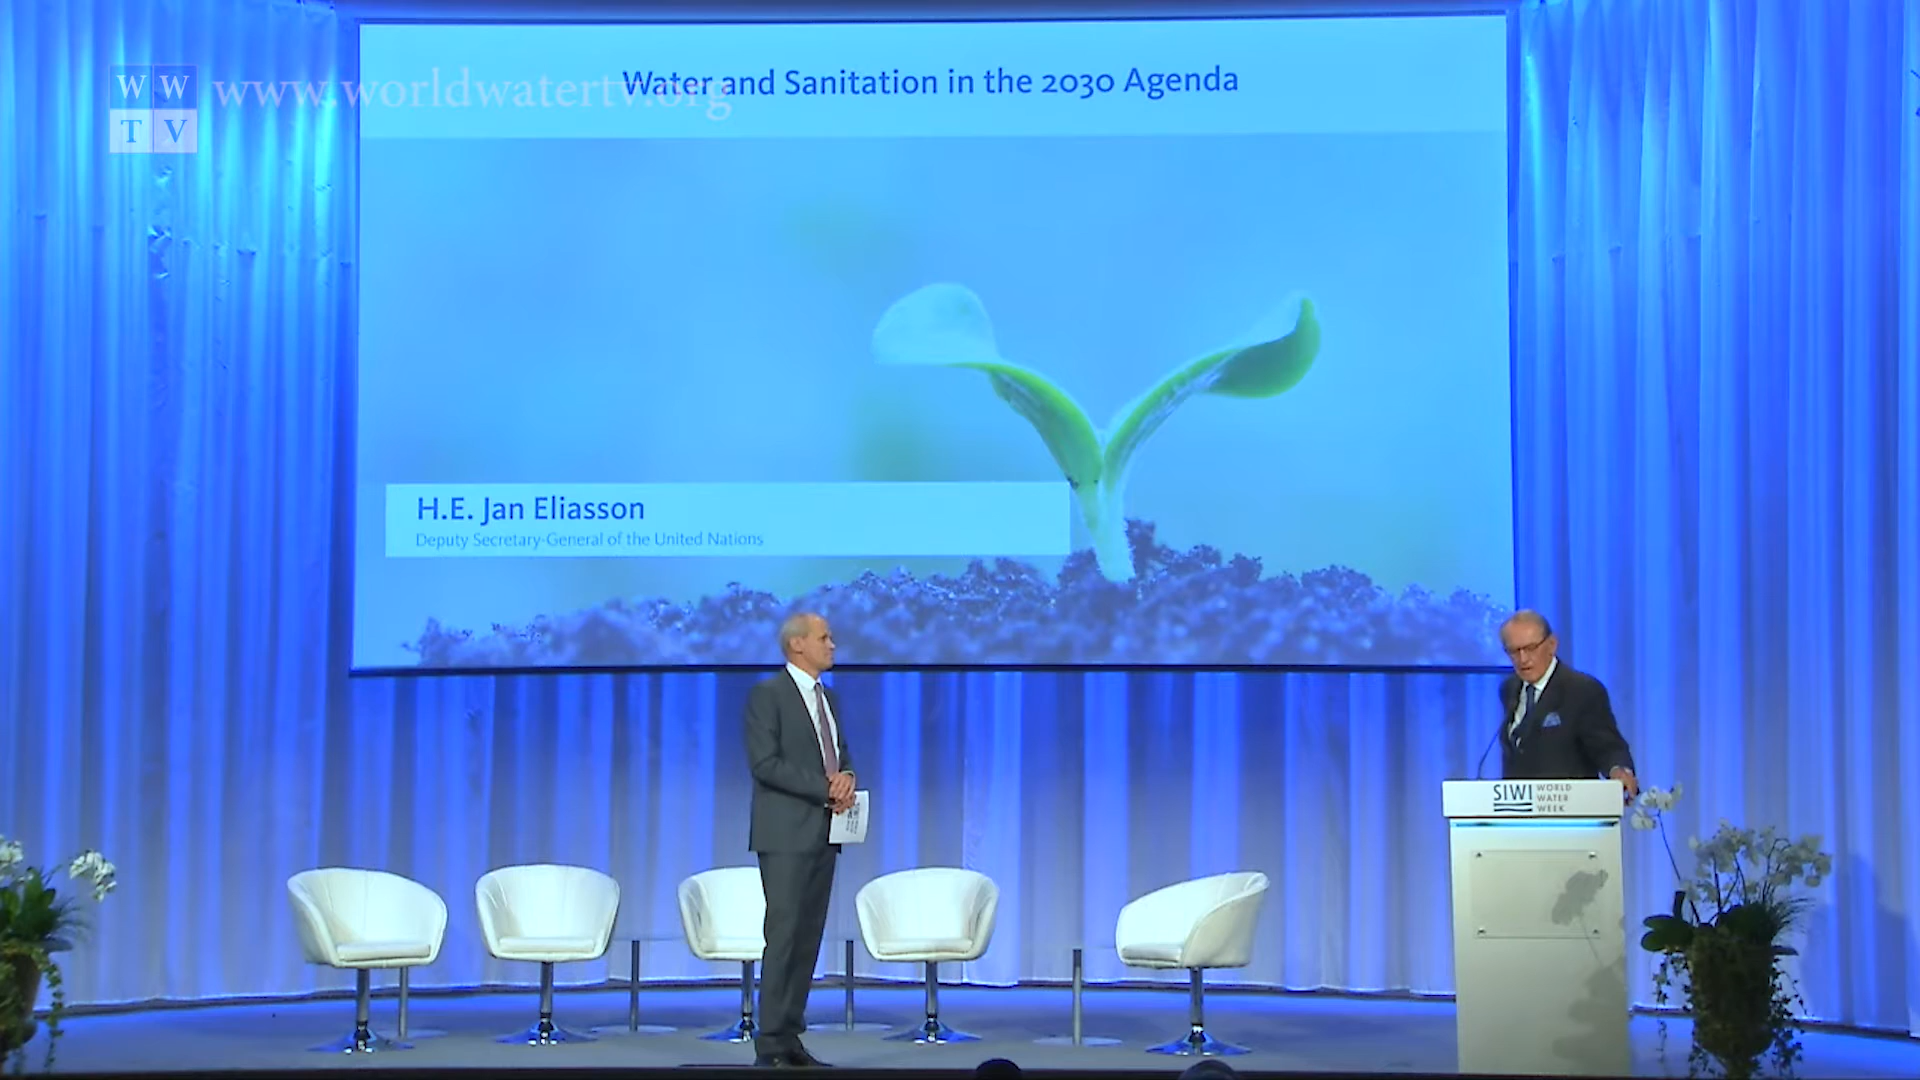 WW
TV
www.worldwatertv.org
Water and Sanitation in the 2030 Agenda
H.E. Jan Eliasson
Deputy Secretary-General of the United Nations
SIWI
WORLD
WATER
WEEK